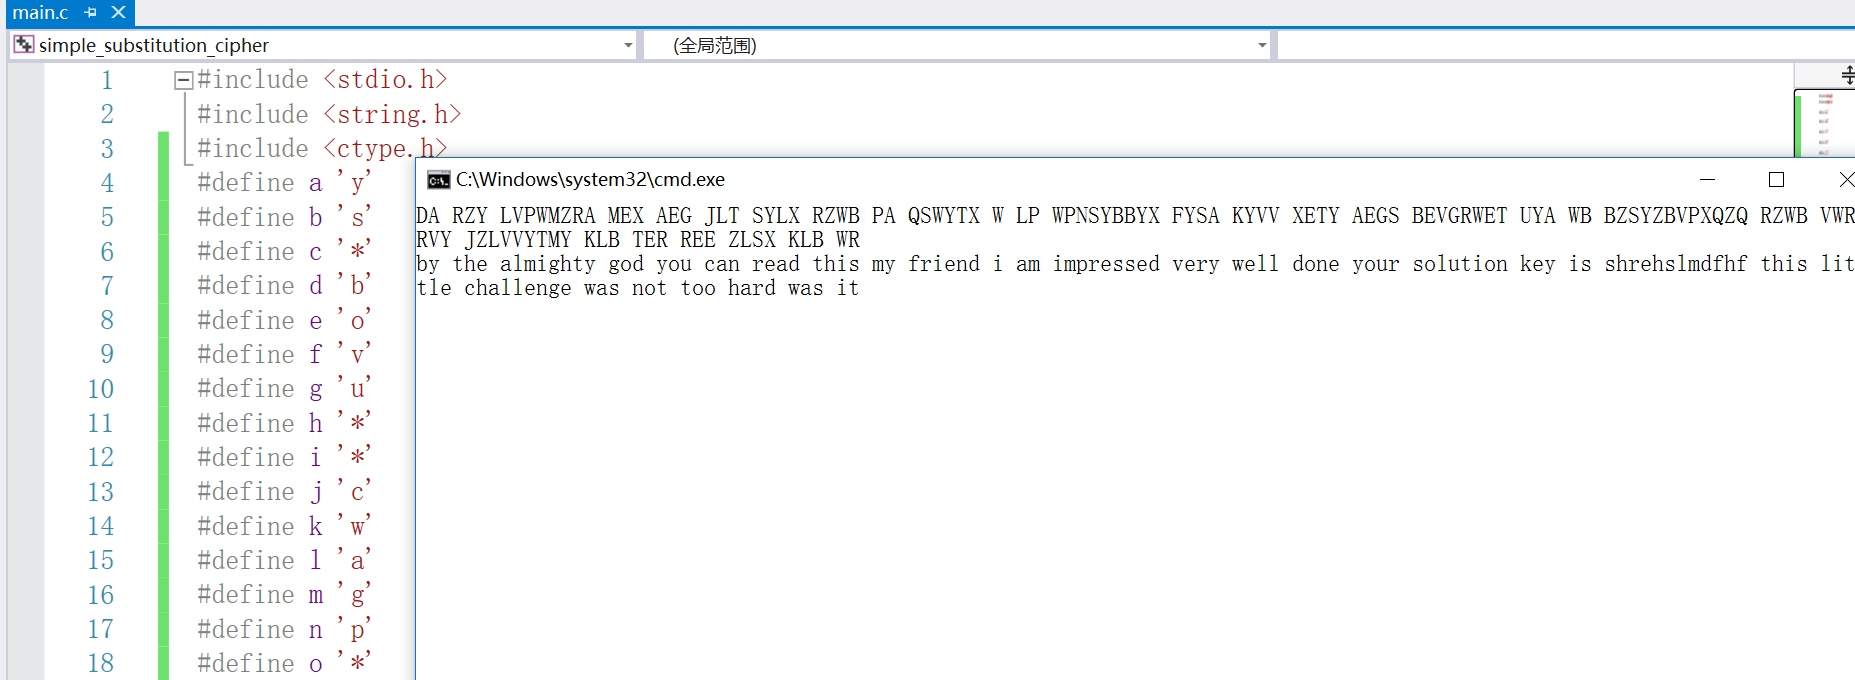 main.c
simple_substitution_cipher
(全局范围)
1 #include <stdio.h>
2 #include <string.h>
3 #include <ctype.h>
4 #define a 'y'
5 #define b 's'
6 #define c '*'
7 #define d 'b'
8 #define e 'o'
9 #define f 'v'
10 #define g 'u'
11 #define h '*'
12 #define i '*'
13 #define j 'c'
14 #define k 'w'
15 #define l 'a'
16 #define m 'g'
17 #define n 'p'
18 #define o '*'
C:\Windows\system32\cmd.exe
DA RZY LVPWMZRA MEX AEG JLT SYLX RZWB PA QSWYTX W LP WPNSYBBYX FYSA KYVV XETY AEGS BEVGRWET UYA WB BZSYZBVPXQZQ RZWB VWR
RVY JZLVVYTMY KLB TER REE ZLSX KLB WR
by the almighty god you can read this my friend i am impressed very well done your solution key is shrehslmdfhf this lit
tle challenge was not too hard was it